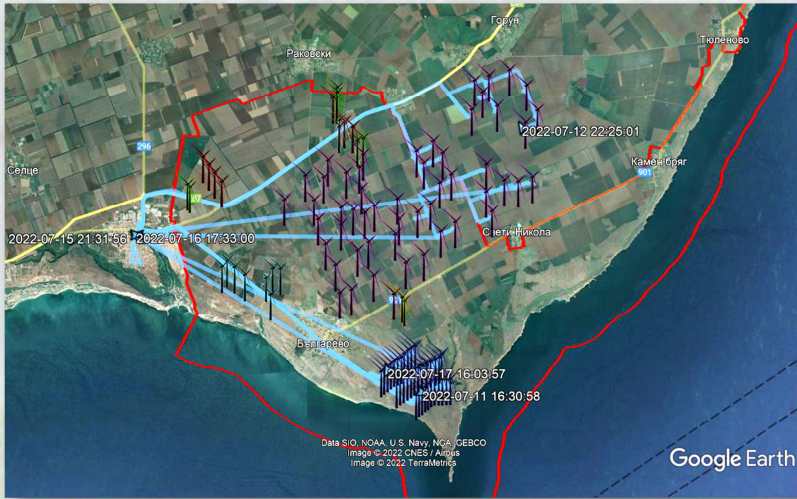 Горун
Тюленово
Раковски
296
2022-07-12 22:25:01
Камен бряг
901
Селце
Свети Никола
2022-07-15 21:31:56
2022-07-16 17:33:00
Българево
2022-07-17 16:03:57
2022-07-11 16:30:58
Data SIO, NOAA, U.S. Navy, NGA, GEBCO
Image © 2022 CNES / Airbus
Image © 2022 TerraMetrics
Google Earth